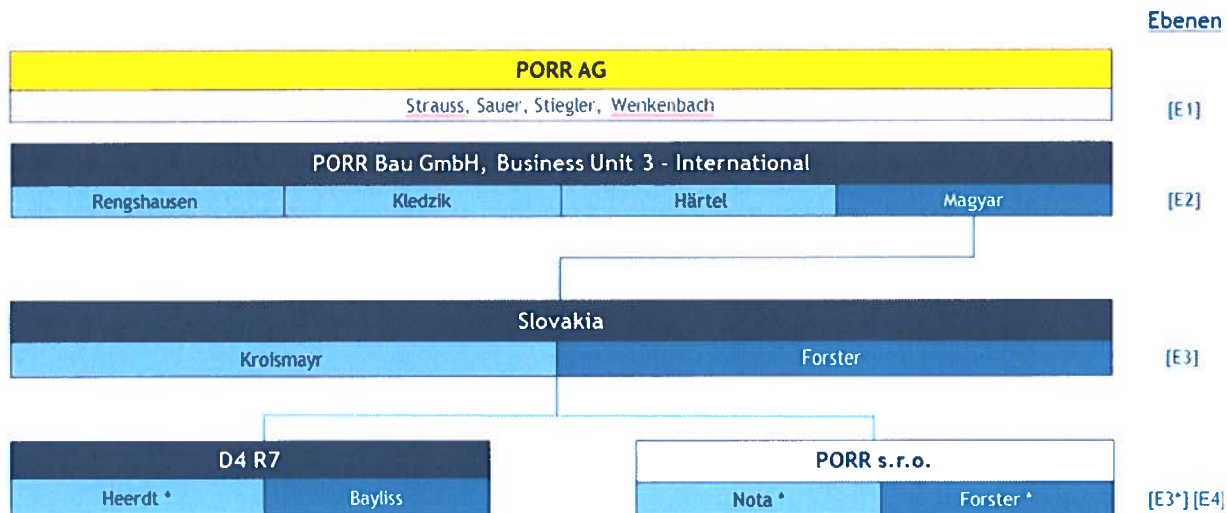 Ebenen
PORR AG
Strauss, Sauer, Stiegler, Wenkenbach [E1]
PORR Bau GmbH, Business Unit 3 - International
Rengshausen Kledzik Härtel Magyar [E2]
Slovakia
Kroismayr Forster [E3]
D4 R7 PORR s.r.o.
Heerdt * Bayliss Nota * Forster * [E3*] [E4]